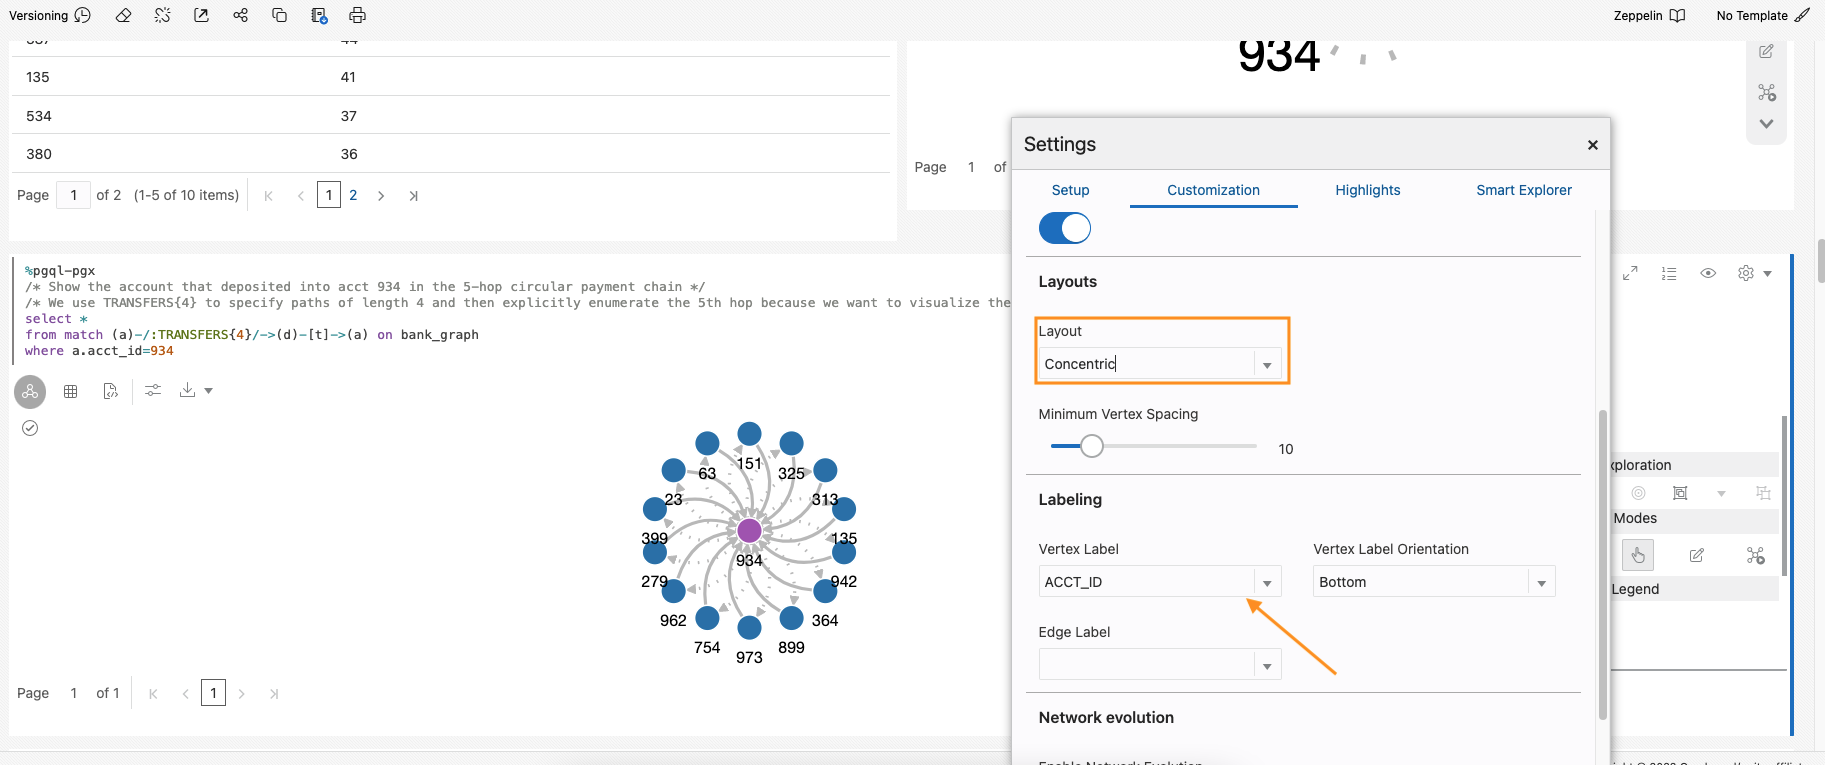 Versioning
Zeppelin
No Template
135 41
534 37
380 36
Page 1 of 2 (1-5 of 10 items) 1 2
934
Page 1 of
Settings ×
Setup Customization Highlights Smart Explorer
Layouts
Layout
Concentric
Minimum Vertex Spacing
10
Labeling
Vertex Label Vertex Label Orientation
ACCT_ID Bottom
Edge Label
Network evolution
%pgql-pgx
/* Show the account that deposited into acct 934 in the 5-hop circular payment chain */
/* We use TRANSFERS{4} to specify paths of length 4 and then explicitly enumerate the 5th hop because we want to visualize the
select *
from match (a)-/:TRANSFERS{4}/->(d)-[t]->(a) on bank_graph
where a.acct_id=934
151
63 325
23 313
399 135
934
279 942
962 364
754 899
973
Page 1 of 1 1
xploration
Modes
Legend